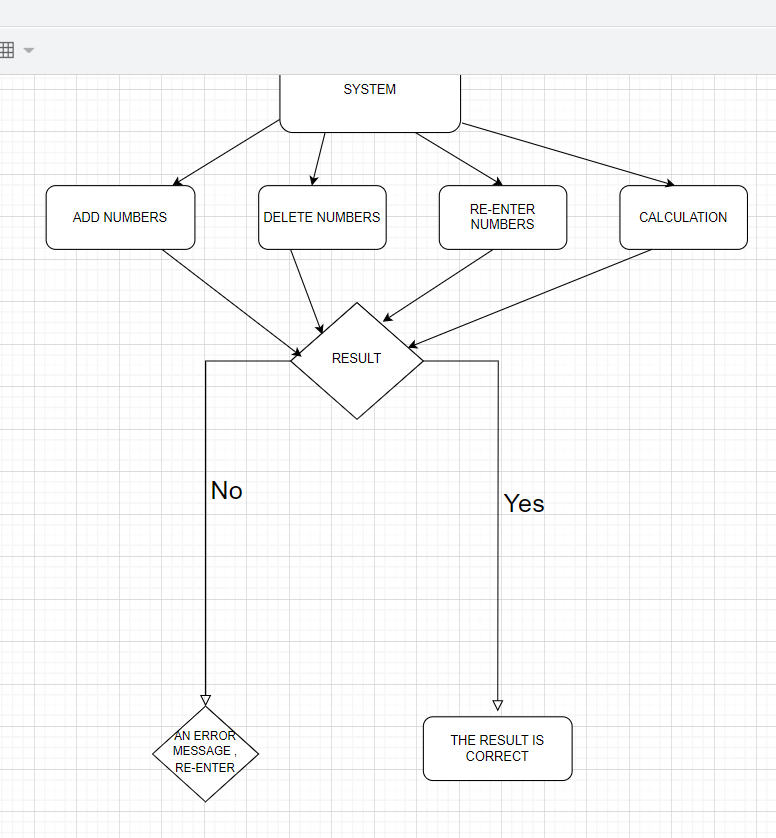 SYSTEM
ADD NUMBERS
DELETE NUMBERS
RE-ENTER
NUMBERS
CALCULATION
RESULT
No
Yes
AN ERROR
MESSAGE ,
RE-ENTER
THE RESULT IS
CORRECT